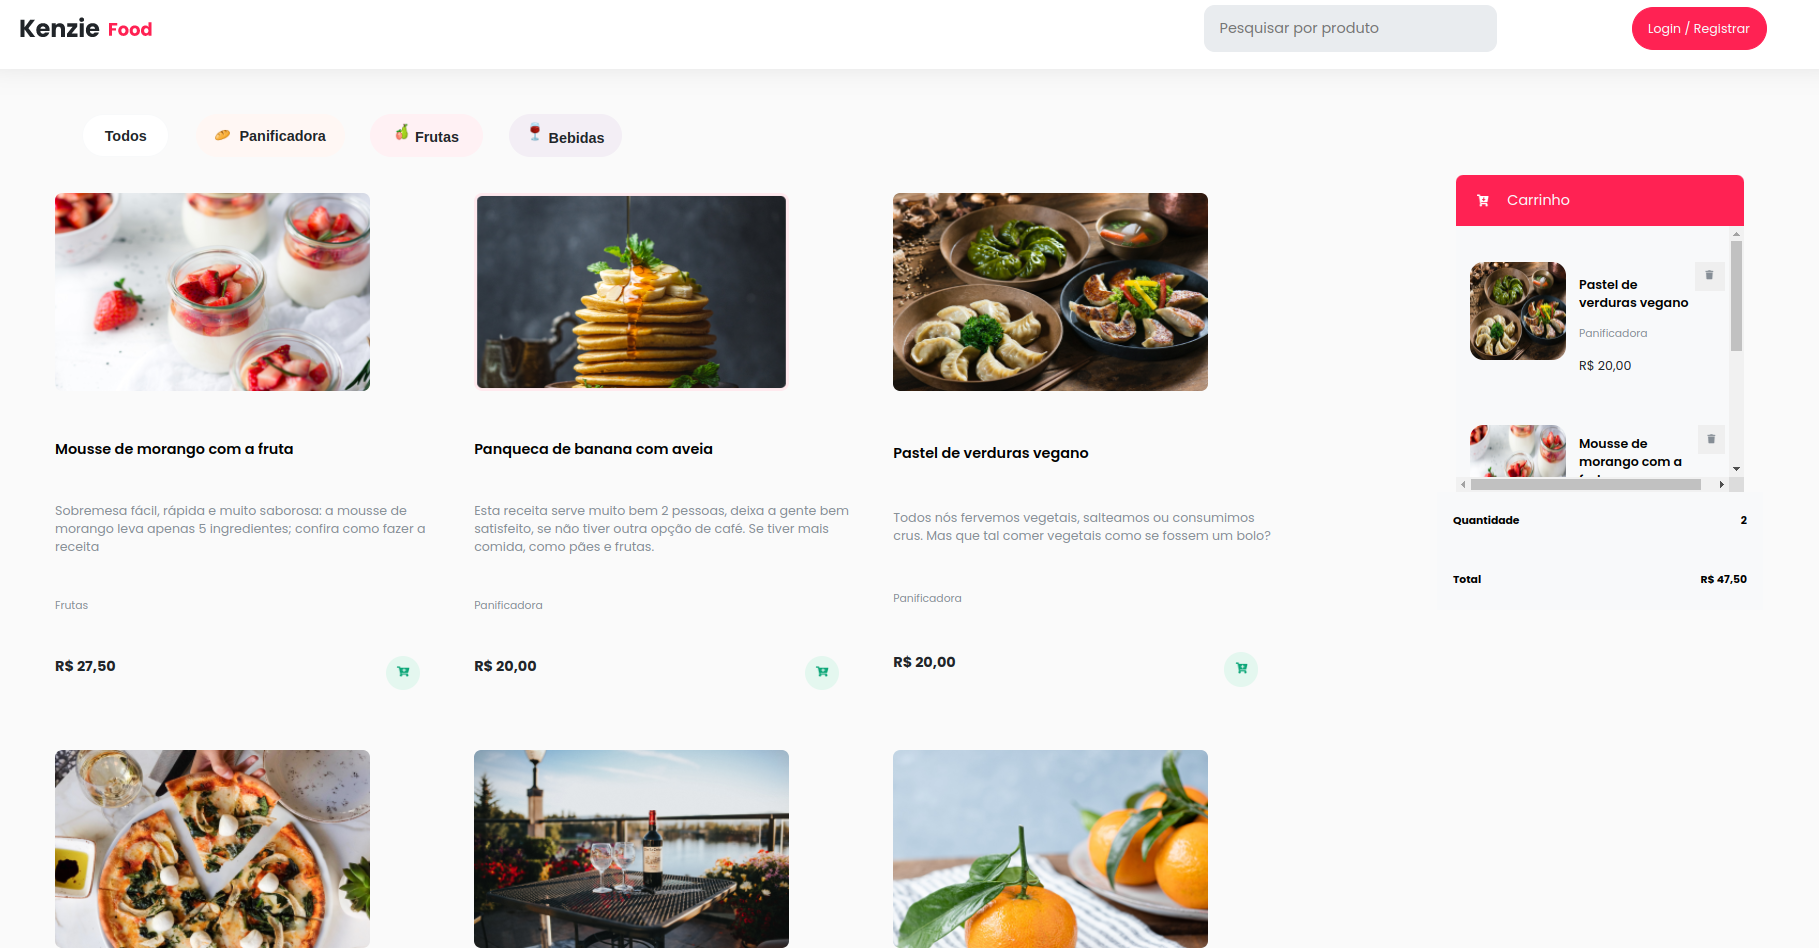 Kenzie Food
Pesquisar por produto
Login / Registrar
Todos
Panificadora
Frutas
Bebidas
Mousse de morango com a fruta
Sobremesa fácil, rápida e muito saborosa: a mousse de
morango leva apenas 5 ingredientes; confira como fazer a
receita
Frutas
R$ 27,50
Panqueca de banana com aveia
Esta receita serve muito bem 2 pessoas, deixa a gente bem
satisfeito, se não tiver outra opção de café. Se tiver mais
comida, como pães e frutas.
Panificadora
R$ 20,00
Pastel de verduras vegano
Todos nós fervemos vegetais, salteamos ou consumimos
crus. Mas que tal comer vegetais como se fossem um bolo?
Panificadora
R$ 20,00
Carrinho
Pastel de
verduras vegano
Panificadora
R$ 20,00
Mousse de
morango com a
Quantidade 2
Total R$ 47,50